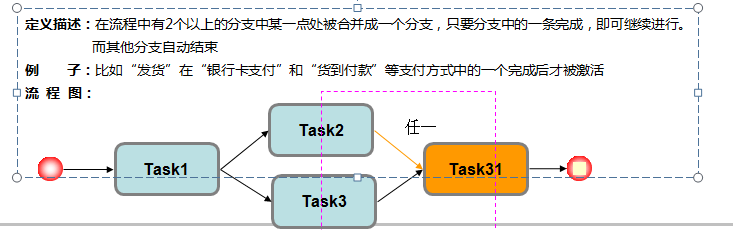 定义描述：在流程中有2个以上的分支中某一点处被合并成一个分支，只要分支中的一条完成，即可继续进行。
而其他分支自动结束
例 子：比如“发货”在“银行卡支付”和“货到付款”等支付方式中的一个完成后才被激活
流 程 图：
Task2
任一
Task1
Task31
Task3